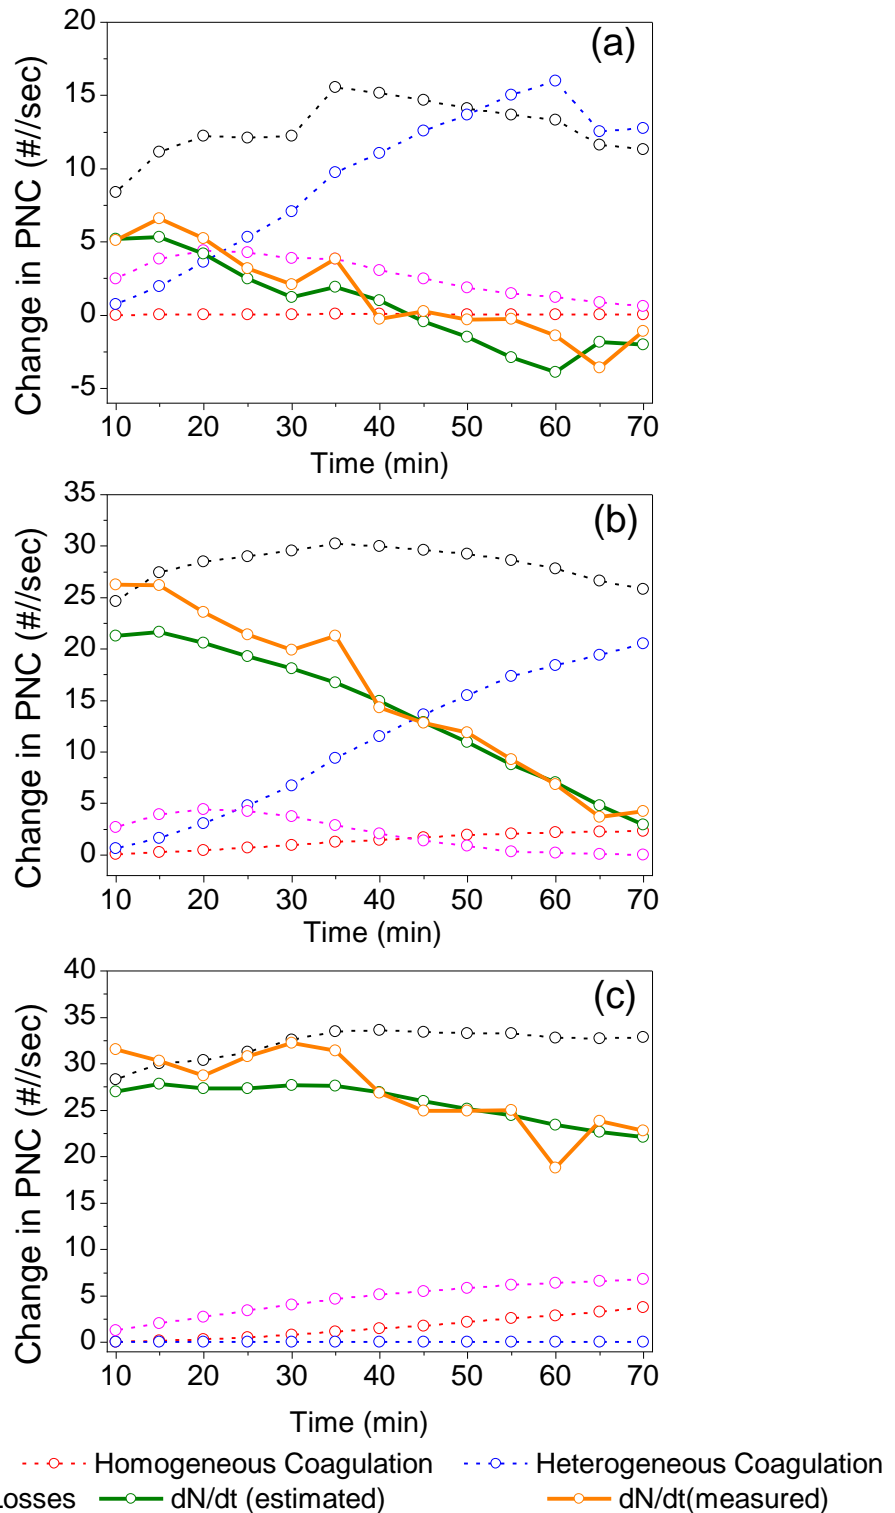 (a)
Change in PNC (#//sec)
20
15
10
5
0
-5
10 20 30 40 50 60 70
Time (min)
(b)
Change in PNC (#//sec)
35
30
25
20
15
10
5
0
10 20 30 40 50 60 70
Time (min)
(c)
Change in PNC (#//sec)
40
35
30
25
20
15
10
5
0
10 20 30 40 50 60 70
Time (min)
Homogeneous Coagulation Heterogeneous Coagulation
osses dN/dt (estimated) dN/dt(measured)